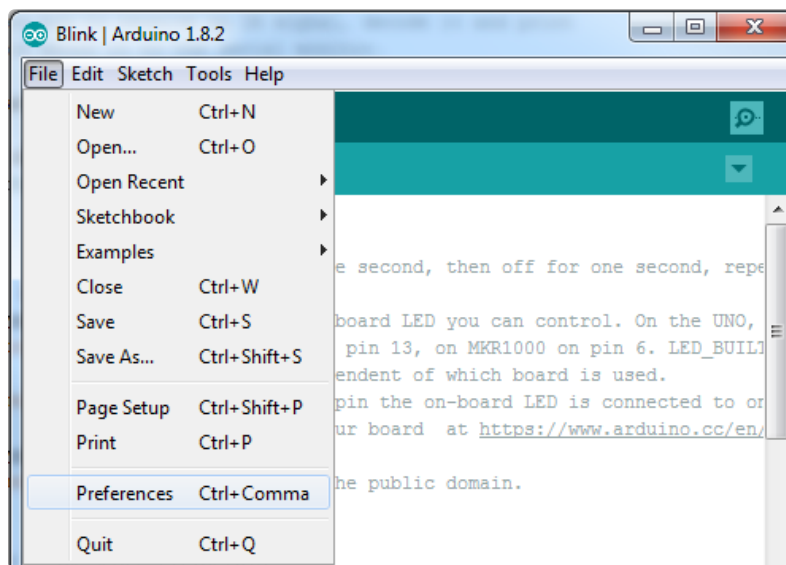 Blink | Arduino 1.8.2
File Edit Sketch Tools Help
New Ctrl+N
Open... Ctrl+O
Open Recent
Sketchbook
Examples
Close Ctrl+W
Save Ctrl+S
Save As... Ctrl+Shift+S
Page Setup Ctrl+Shift+P
Print Ctrl+P
Preferences Ctrl+Comma
Quit Ctrl+Q
e second, then off for one second, repe
board LED you can control. On the UNO,
pin 13, on MKR1000 on pin 6. LED_BUILT
endent of which board is used.
pin the on-board LED is connected to on
ur board at https://www.arduino.cc/en/
he public domain.